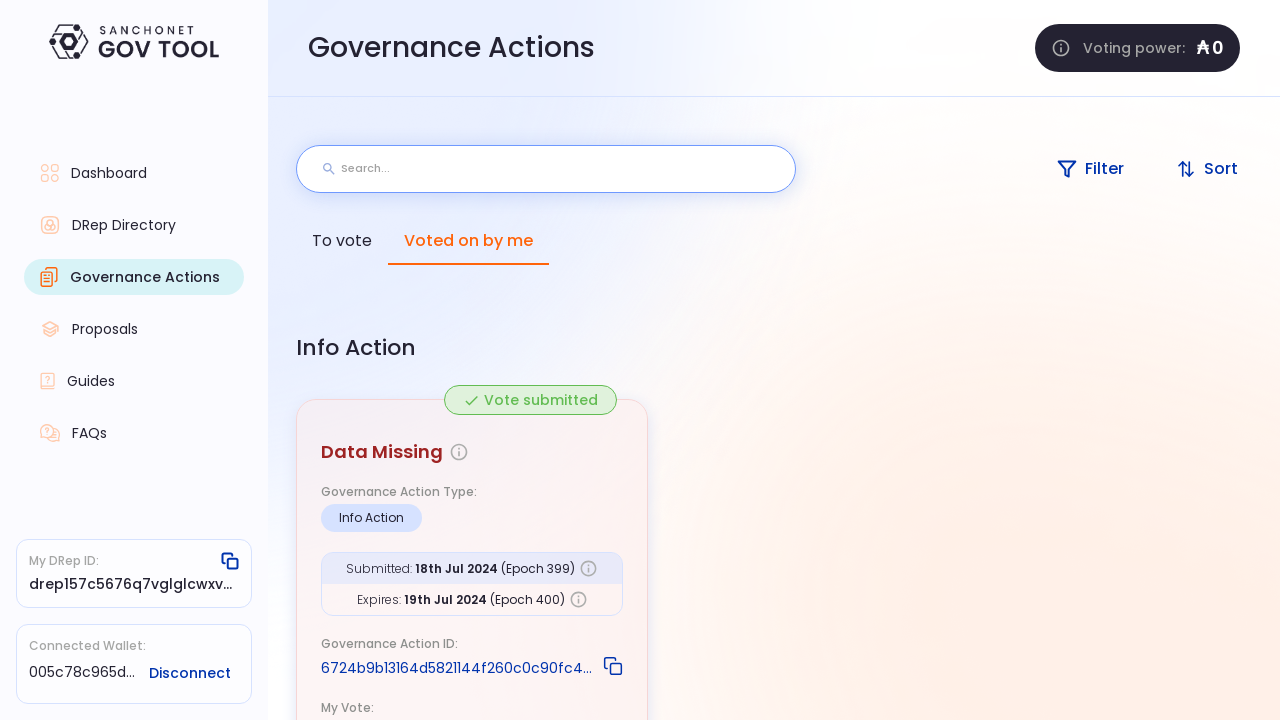 SANCHONET
GOV TOOL
Governance Actions
Voting power: ₳0
Search...
Filter
Sort
To vote
Voted on by me
Dashboard
DRep Directory
Governance Actions
Proposals
Guides
FAQs
My DRep ID:
drep157c5676q7vglglcwxv...
Connected Wallet:
005c78c965d...
Disconnect
Info Action
Vote submitted
Data Missing
Governance Action Type:
Info Action
Submitted: 18th Jul 2024 (Epoch 399)
Expires: 19th Jul 2024 (Epoch 400)
Governance Action ID:
6724b9b13164d5821144f260c0c90fc4...
My Vote: